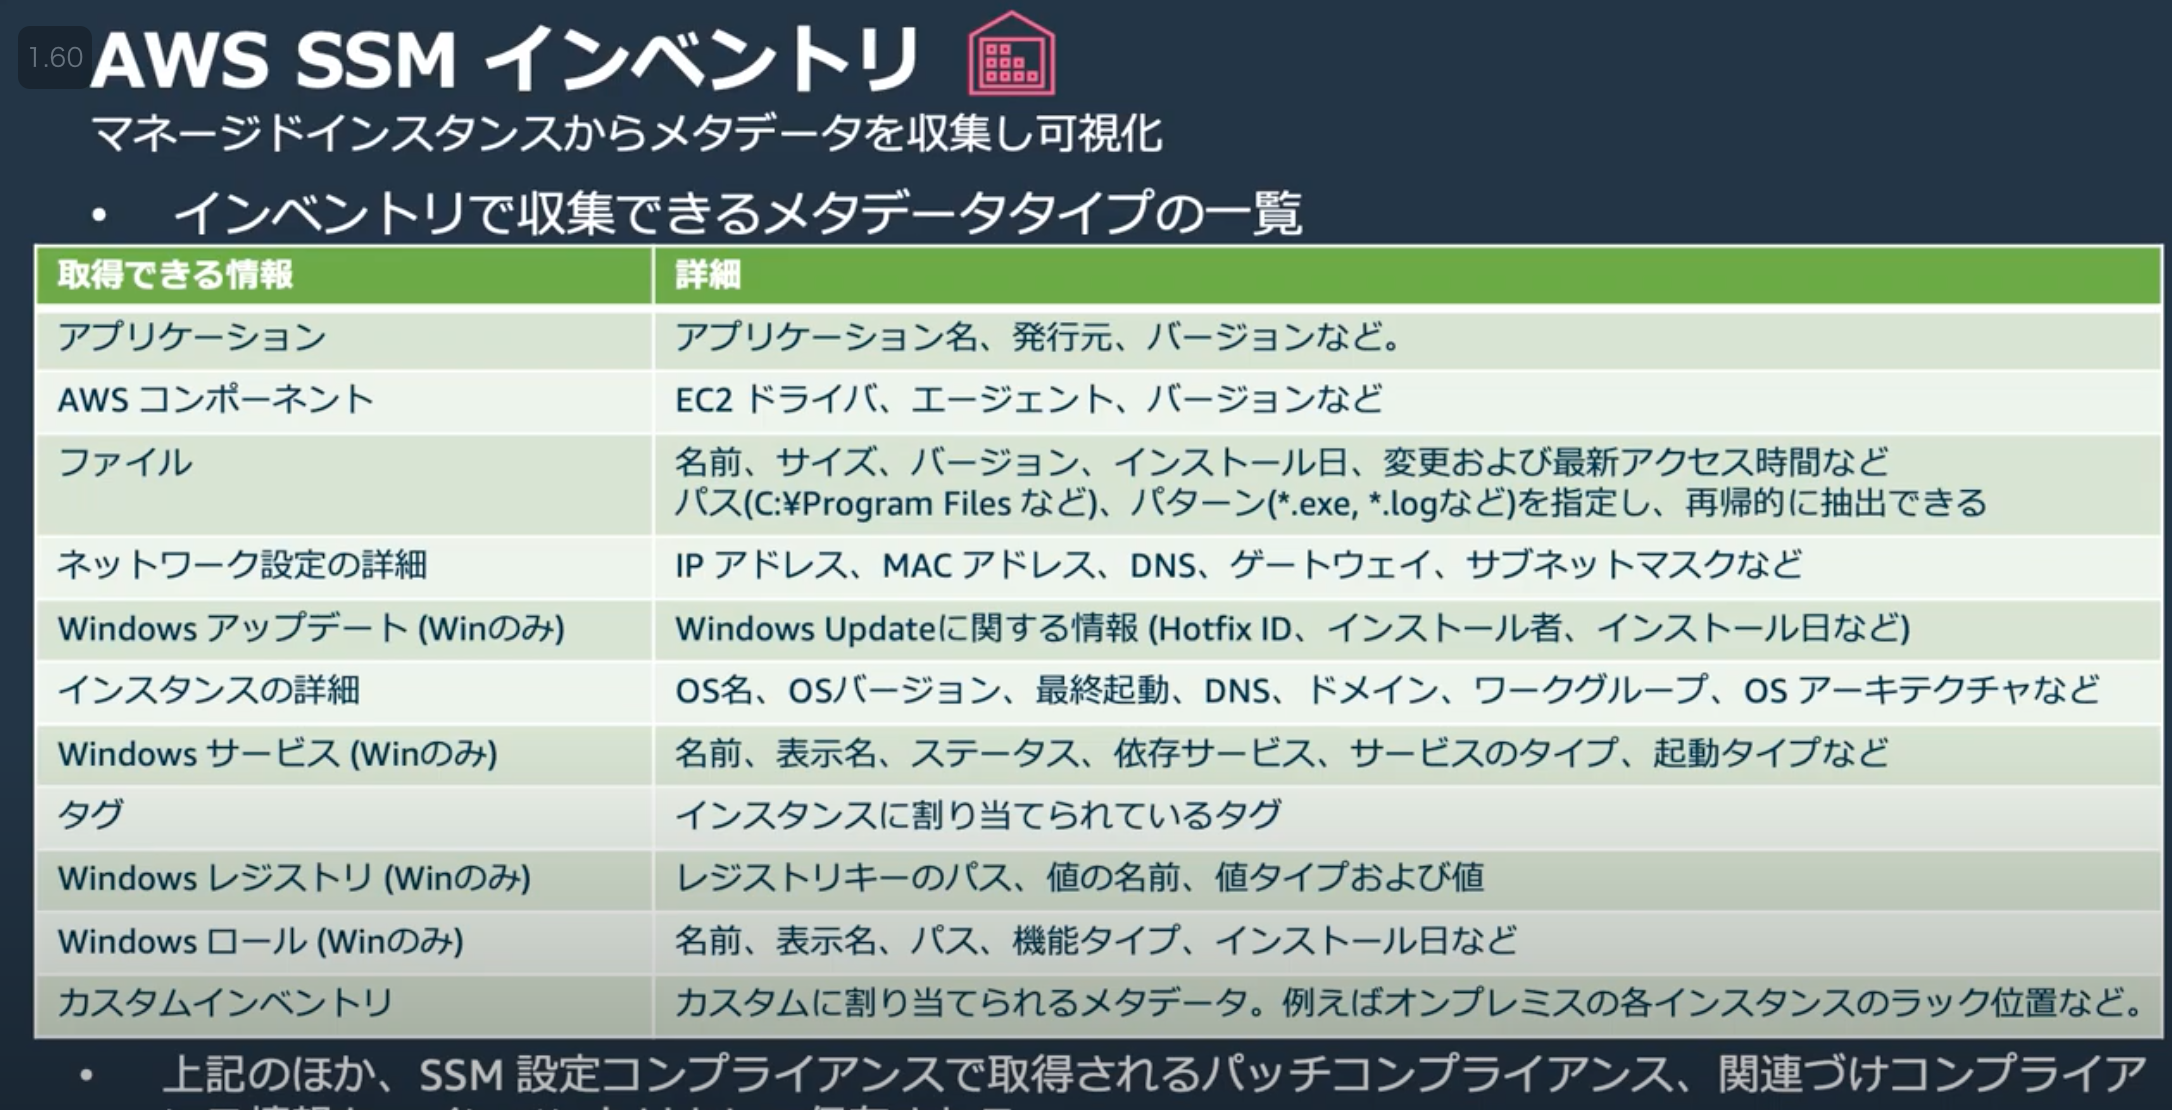 1.60
AWS SSM インベントリ
マネージドインスタンスからメタデータを収集し可視化
• インベントリで収集できるメタデータタイプの一覧
取得できる情報 詳細
アプリケーション アプリケーション名、発行元、バージョンなど。
AWS コンポーネント EC2 ドライバ、エージェント、バージョンなど
ファイル 名前、サイズ、バージョン、インストール日、変更および最新アクセス時間など
パス(C:¥Program Files など)、パターン(*.exe, *.logなど)を指定し、再帰的に抽出できる
ネットワーク設定の詳細 IP アドレス、MAC アドレス、DNS、ゲートウェイ、サブネットマスクなど
Windows アップデート (Winのみ) Windows Updateに関する情報 (Hotfix ID、インストール者、インストール日など)
インスタンスの詳細 OS名、OSバージョン、最終起動、DNS、ドメイン、ワークグループ、OS アーキテクチャなど
Windows サービス (Winのみ) 名前、表示名、ステータス、依存サービス、サービスのタイプ、起動タイプなど
タグ インスタンスに割り当てられているタグ
Windows レジストリ (Winのみ) レジストリキーのパス、値の名前、値タイプおよび値
Windows ロール (Winのみ) 名前、表示名、パス、機能タイプ、インストール日など
カスタムインベントリ カスタムに割り当てられるメタデータ。例えばオンプレミスの各インスタンスのラック位置など。
• 上記のほか、SSM 設定コンプライアンスで取得されるパッチコンプライアンス、関連づけコンプライア